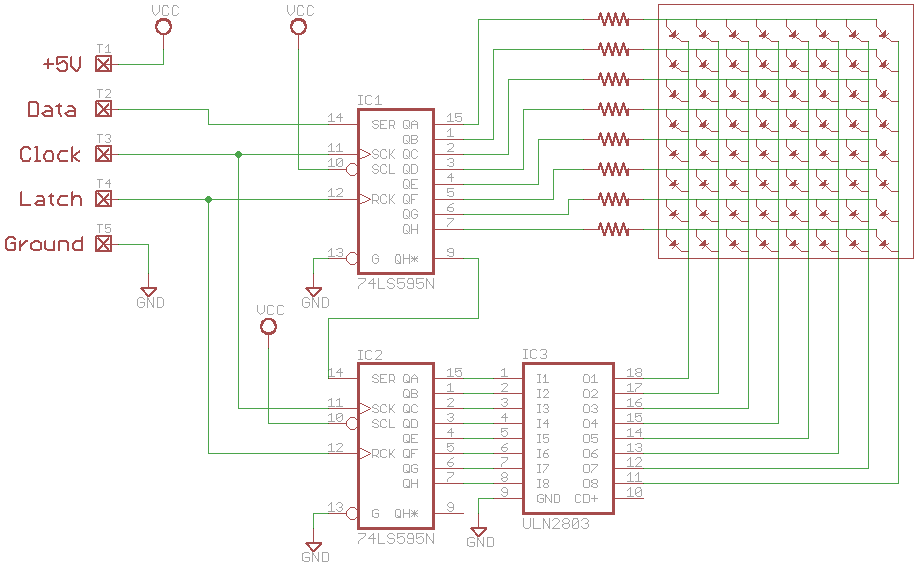 VCC
VCC
T1
+5V
T2
Data
T3
Clock
T4
Latch
T5
Ground
GND
IC1
14 SER QA 15
QB 1
11 SCK QC 2
10 SCL QD 3
QE 4
12 RCK QF 5
QG 6
QH 7
13 G QH* 9
74LS595N
GND
VCC
IC2
14 SER QA 15
QB 1
11 SCK QC 2
10 SCL QD 3
QE 4
12 RCK QF 5
QG 6
QH 7
13 G QH* 9
74LS595N
GND
IC3
1 I1 O1 18
2 I2 O2 17
3 I3 O3 16
4 I4 O4 15
5 I5 O5 14
6 I6 O6 13
7 I7 O7 12
8 I8 O8 11
9 GND CD+ 10
ULN2803
GND